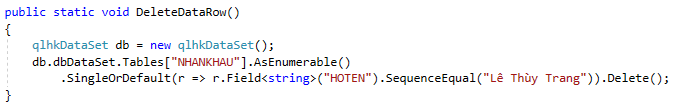 public static void DeleteDataRow()
{
qlhkDataSet db = new qlhkDataSet();
db.dbDataSet.Tables["NHANKHAU"].AsEnumerable()
.SingleOrDefault(r => r.Field<string>("HOTEN").SequenceEqual("Lê Thùy Trang")).Delete();
}